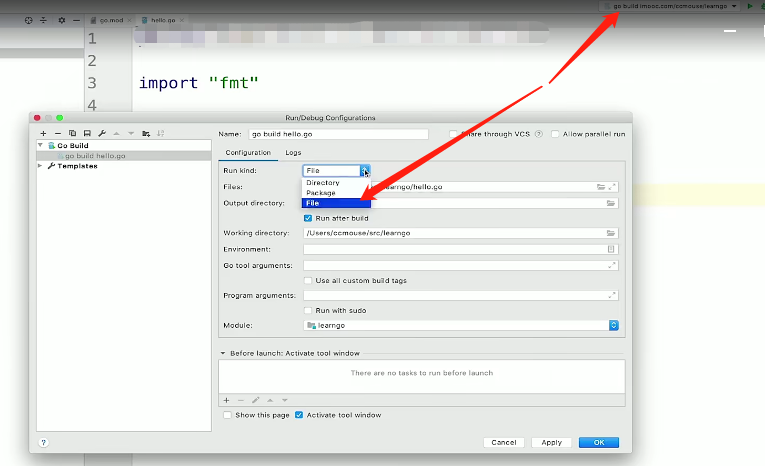 go build imooc.com/ccmouse/learngo
go.mod
hello.go
1
2
3 import "fmt"
4
Run/Debug Configurations
Name: go build hello.go
Share through VCS
Allow parallel run
Go Build
go build hello.go
Templates
Configuration Logs
Run kind: File
Directory
Package
File
Files: learngo/hello.go
Output directory:
Run after build
Working directory: /Users/ccmouse/src/learngo
Environment:
Go tool arguments:
Use all custom build tags
Program arguments:
Run with sudo
Module: learngo
Before launch: Activate tool window
There are no tasks to run before launch
Show this page Activate tool window
? Cancel Apply OK